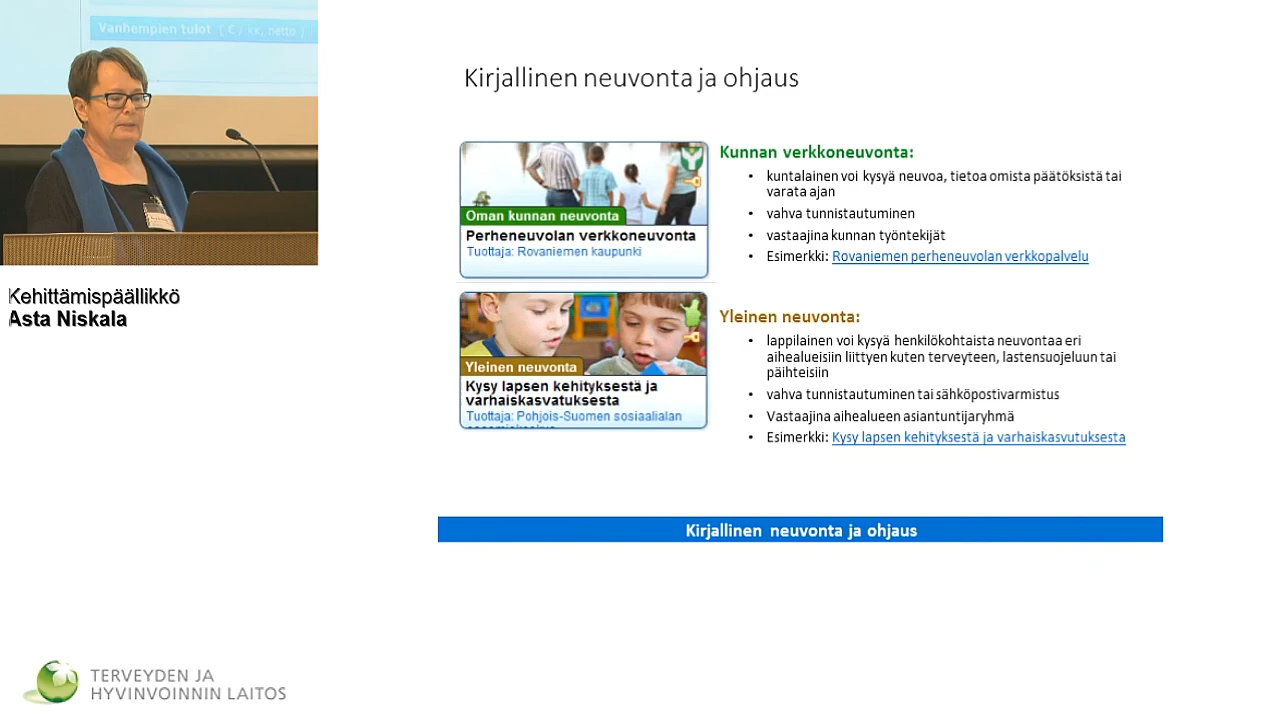 Vanhempien tulot ( € / kk, netto )
Kehittämispäällikkö
Asta Niskala
Kirjallinen neuvonta ja ohjaus
Oman kunnan neuvonta
Perheneuvolan verkkoneuvonta
Tuottaja: Rovaniemen kaupunki
Kunnan verkkoneuvonta:
• kuntalainen voi kysyä neuvoa, tietoa omista päätöksistä tai
varata ajan
• vahva tunnistautuminen
• vastaajina kunnan työntekijät
• Esimerkki: Rovaniemen perheneuvolan verkkopalvelu
Yleinen neuvonta
Kysy lapsen kehityksestä ja
varhaiskasvatuksesta
Tuottaja: Pohjois-Suomen sosiaalialan
Yleinen neuvonta:
• lappilainen voi kysyä henkilökohtaista neuvontaa eri
aihealueisiin liittyen kuten terveyteen, lastensuojeluun tai
päihteisiin
• vahva tunnistautuminen tai sähköpostivarmistus
• Vastaajina aihealueen asiantuntijaryhmä
• Esimerkki: Kysy lapsen kehityksestä ja varhaiskasvutuksesta
Kirjallinen neuvonta ja ohjaus
TERVEYDEN JA
HYVINVOINNIN LAITOS